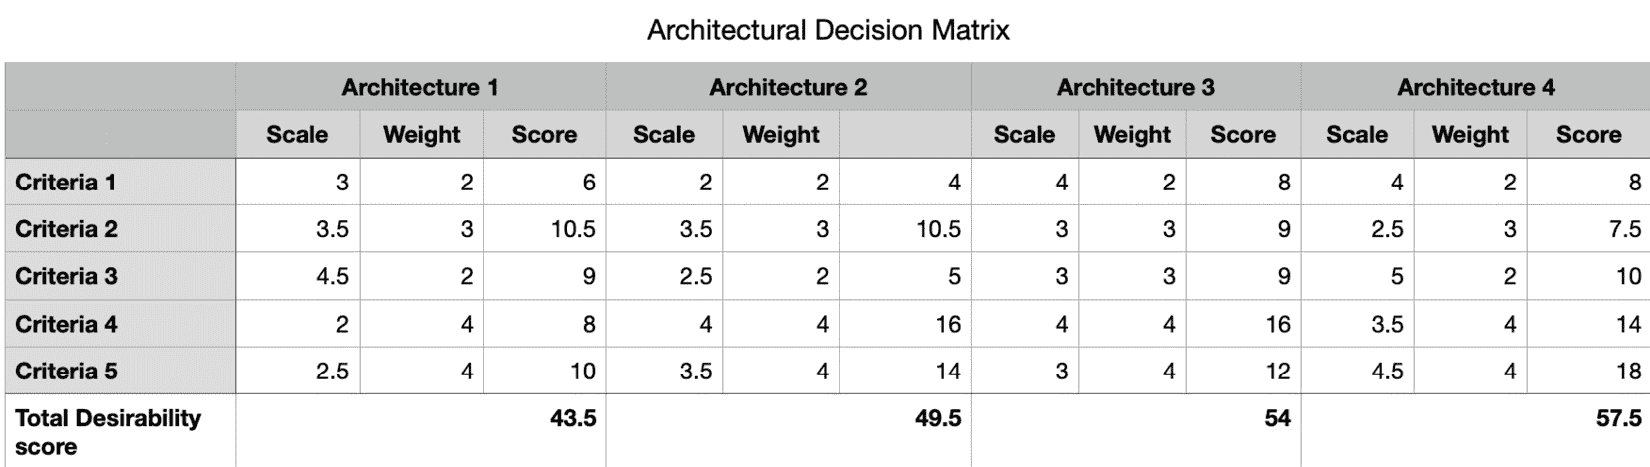 Architectural Decision Matrix
Architecture 1 Architecture 2 Architecture 3 Architecture 4
Scale Weight Score Scale Weight Scale Weight Score Scale Weight Score
Criteria 1 3 2 6 2 2 4 4 2 8 4 2 8
Criteria 2 3.5 3 10.5 3.5 3 10.5 3 3 9 2.5 3 7.5
Criteria 3 4.5 2 9 2.5 2 5 3 3 9 5 2 10
Criteria 4 2 4 8 4 4 16 4 4 16 3.5 4 14
Criteria 5 2.5 4 10 3.5 4 14 3 4 12 4.5 4 18
Total Desirability
score 43.5 49.5 54 57.5